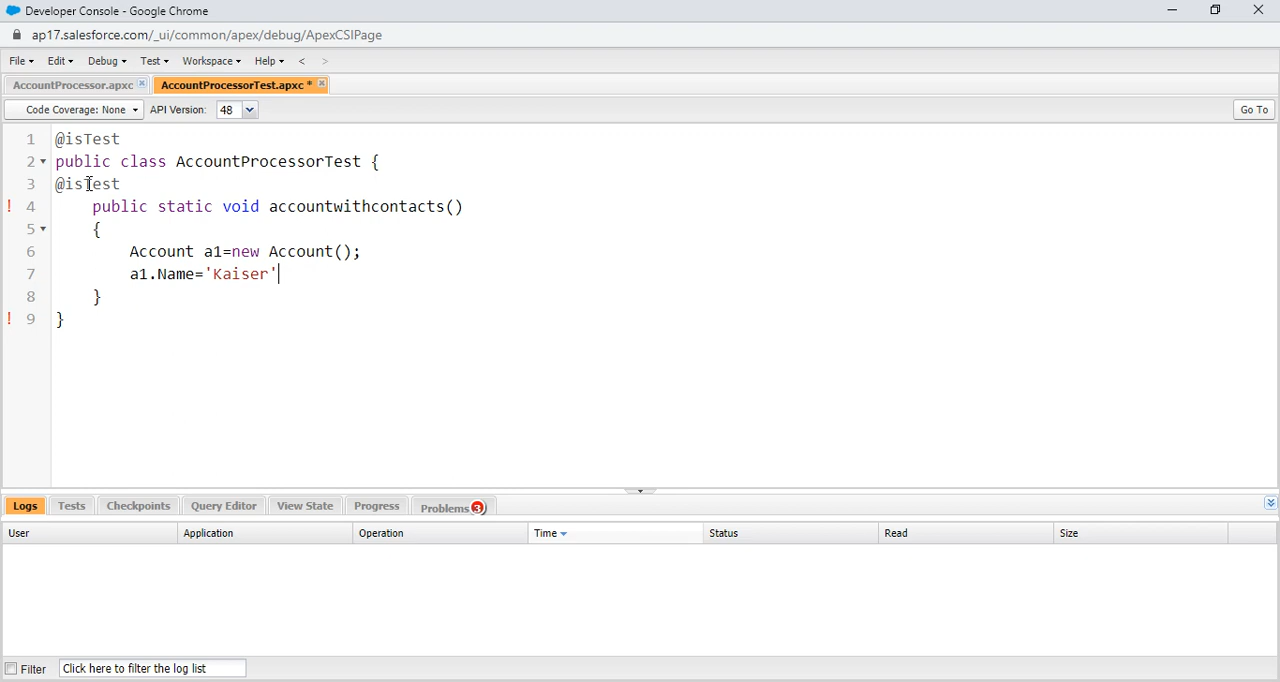 Developer Console - Google Chrome
ap17.salesforce.com/_ui/common/apex/debug/ApexCSIPage
File Edit Debug Test Workspace Help < >
AccountProcessor.apxc AccountProcessorTest.apxc *
Code Coverage: None API Version: 48 Go To
1 @isTest
2 public class AccountProcessorTest {
3 @isTest
! 4 public static void accountwithcontacts()
5 {
6 Account a1=new Account();
7 a1.Name='Kaiser'
8 }
! 9 }
Logs Tests Checkpoints Query Editor View State Progress Problems 3
User Application Operation Time Status Read Size
Filter Click here to filter the log list